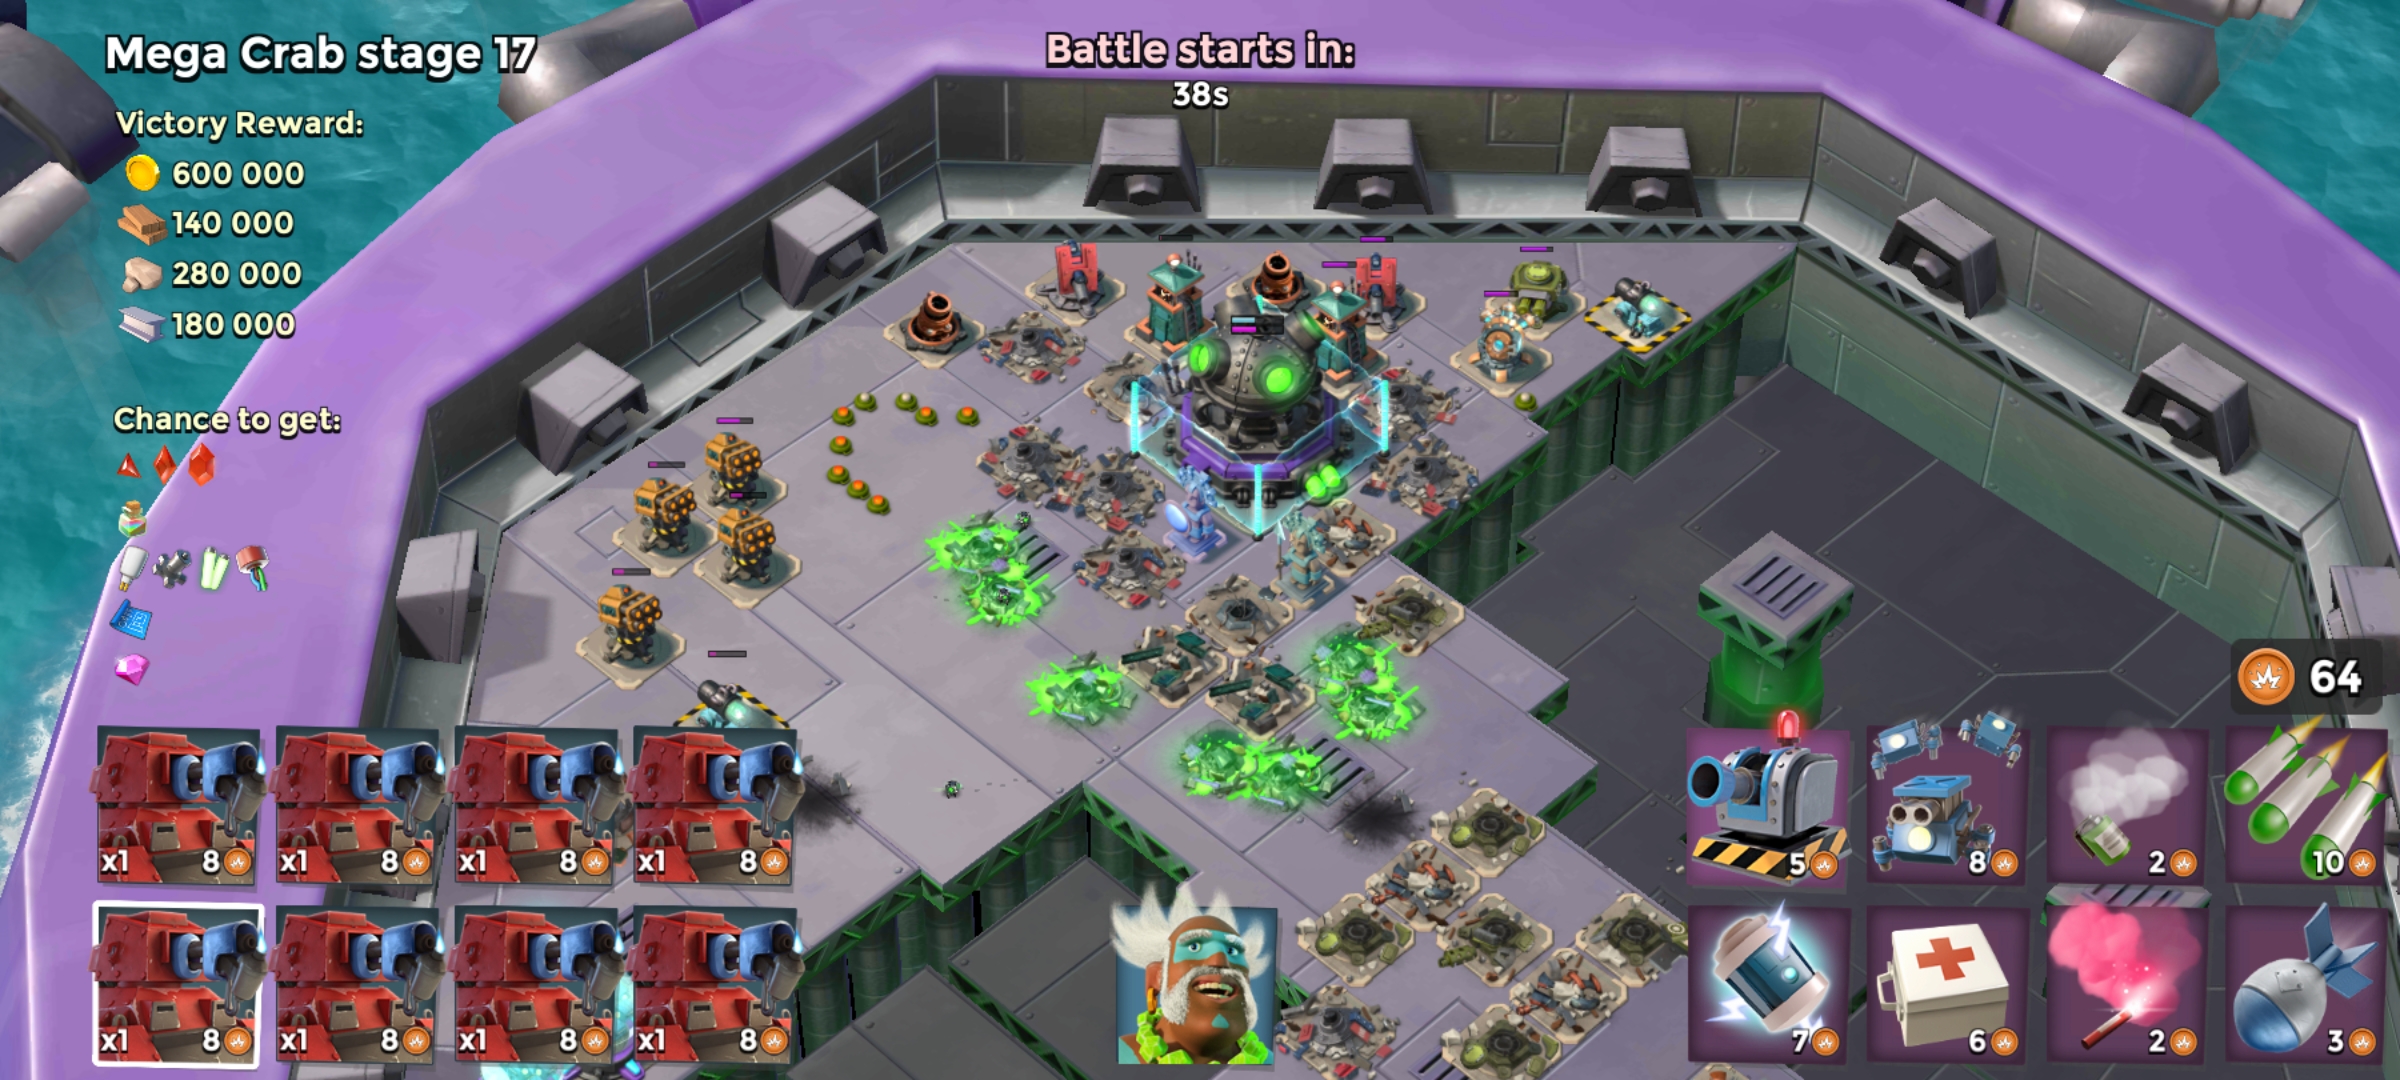 Mega Crab stage 17
Victory Reward:
600 000
140 000
280 000
180 000
Chance to get:
Battle starts in:
38s
64
x1 8
x1 8
x1 8
x1 8
x1 8
x1 8
x1 8
x1 8
5
8
2
10
7
6
2
3